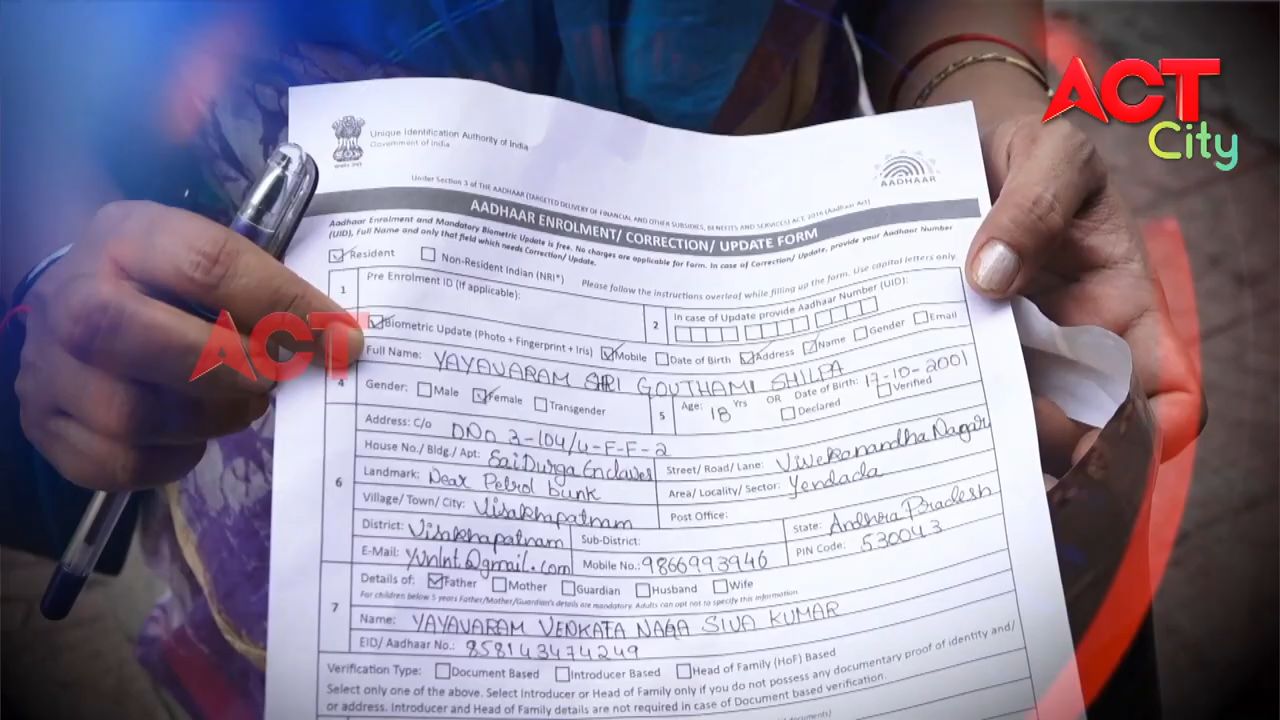 ACT
City
Unique Identification Authority of India
Government of India
AADHAAR
Under Section 3 of THE AADHAAR (TARGETED DELIVERY OF FINANCIAL AND OTHER SUBSIDIES, BENEFITS AND SERVICES) ACT, 2016 (Aadhaar Act)
AADHAAR ENROLMENT/ CORRECTION/ UPDATE FORM
Aadhaar Enrolment and Mandatory Biometric Update is free. No charges are applicable for Form. In case of Correction/ Update, provide your Aadhaar Number
(UID), Full Name and only that field which needs Correction/ Update.
Resident Non-Resident Indian (NRI*) Please follow the instructions overleaf while filling up the form. Use capital letters only
1 Pre Enrolment ID (if applicable): 2 In case of Update provide Aadhaar Number (UID):
Biometric Update (Photo + Fingerprint + Iris) Mobile Date of Birth Address Name Gender Email
ACT
Full Name: YAYAVARAM SRI GOUTHAMI SHILPA
4 Gender: Male Female Transgender 5 Age: 18 Yrs OR Date of Birth: 17-10-2001
Declared Verified
6 Address: C/o DNo 3-104/4-F-F-2
House No./ Bldg./ Apt: Sai Durga Enclaves Street/ Road/ Lane: Vivekanandha Nagar
Landmark: Near Petrol bunk Area/ Locality/ Sector: Yendada
Village/ Town/ City: Visakhapatnam Post Office:
District: Visakhapatnam Sub-District: State: Andhra Pradesh
E-Mail: @gmail.com Mobile No.: 9866993946 PIN Code: 530043
7 Details of: Father Mother Guardian Husband Wife
For children below 5 years Father/Mother/Guardian's details are mandatory. Adults can opt not to specify this information
Name: YAYAVARAM VENKATA NAGA SIVA KUMAR
EID/ Aadhaar No.: 858143474249
Verification Type: Document Based Introducer Based Head of Family (HoF) Based
Select only one of the above. Select Introducer or Head of Family only if you do not possess any documentary proof of identity and/
or address. Introducer and Head of Family details are not required in case of Document based verification.